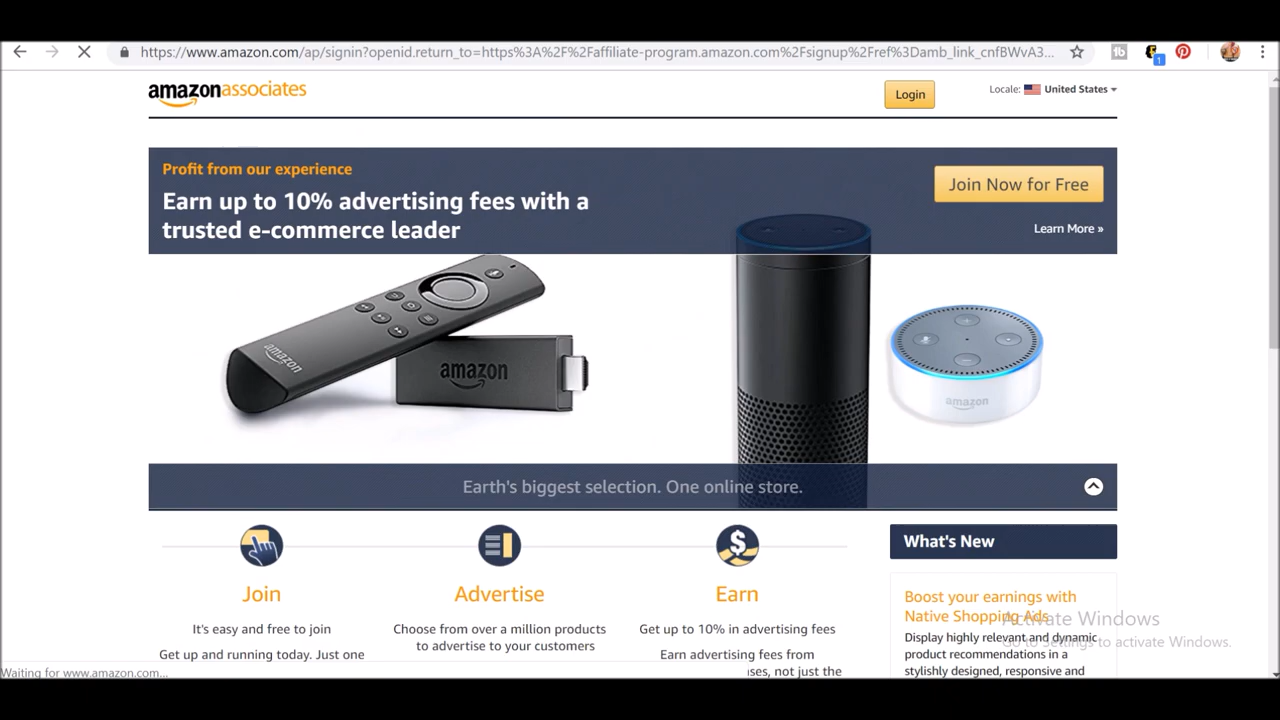 https://www.amazon.com/ap/signin?openid.return_to=https%3A%2F%2Faffiliate-program.amazon.com%2Fsignup%2Fref%3Damb_link_cnfBWvA3...
1
amazonassociates
Login
Locale: United States
Profit from our experience
Earn up to 10% advertising fees with a
trusted e-commerce leader
Join Now for Free
Learn More »
amazon
amazon
amazon
Earth's biggest selection. One online store.
Join
Advertise
Earn
It's easy and free to join
Get up and running today. Just one
Choose from over a million products
to advertise to your customers
Get up to 10% in advertising fees
Earn advertising fees from
ises, not just the
What's New
Boost your earnings with
Native Shopping Ads
Display highly relevant and dynamic
product recommendations in a
stylishly designed, responsive and
Activate Windows
Go to Settings to activate Windows.
Waiting for www.amazon.com...